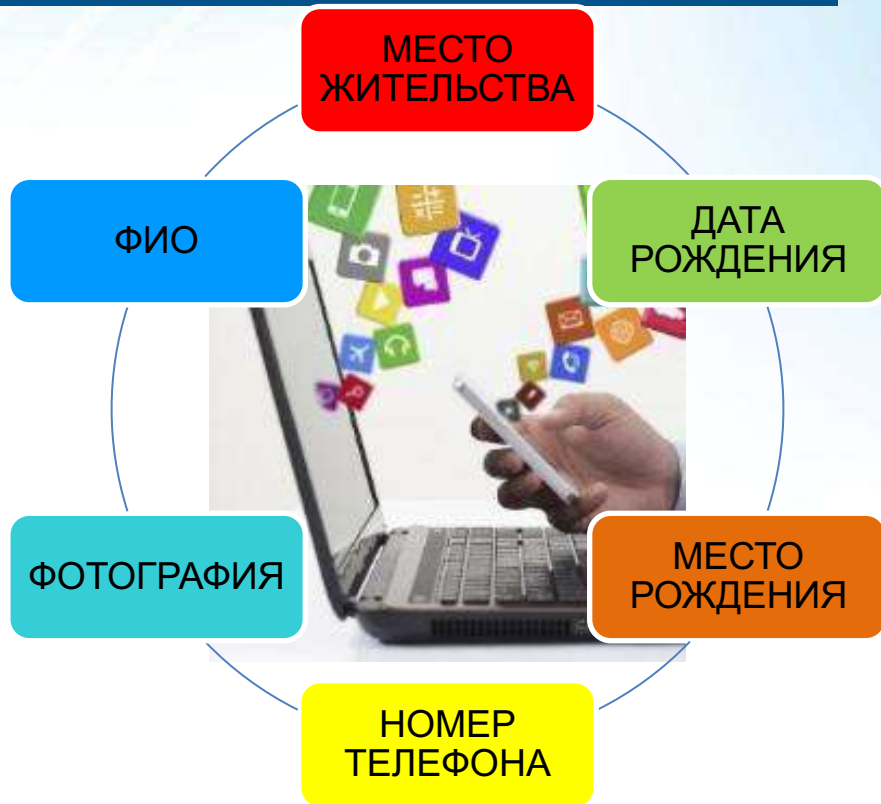 МЕСТО
ЖИТЕЛЬСТВА
ФИО
ДАТА
РОЖДЕНИЯ
ФОТОГРАФИЯ
МЕСТО
РОЖДЕНИЯ
НОМЕР
ТЕЛЕФОНА